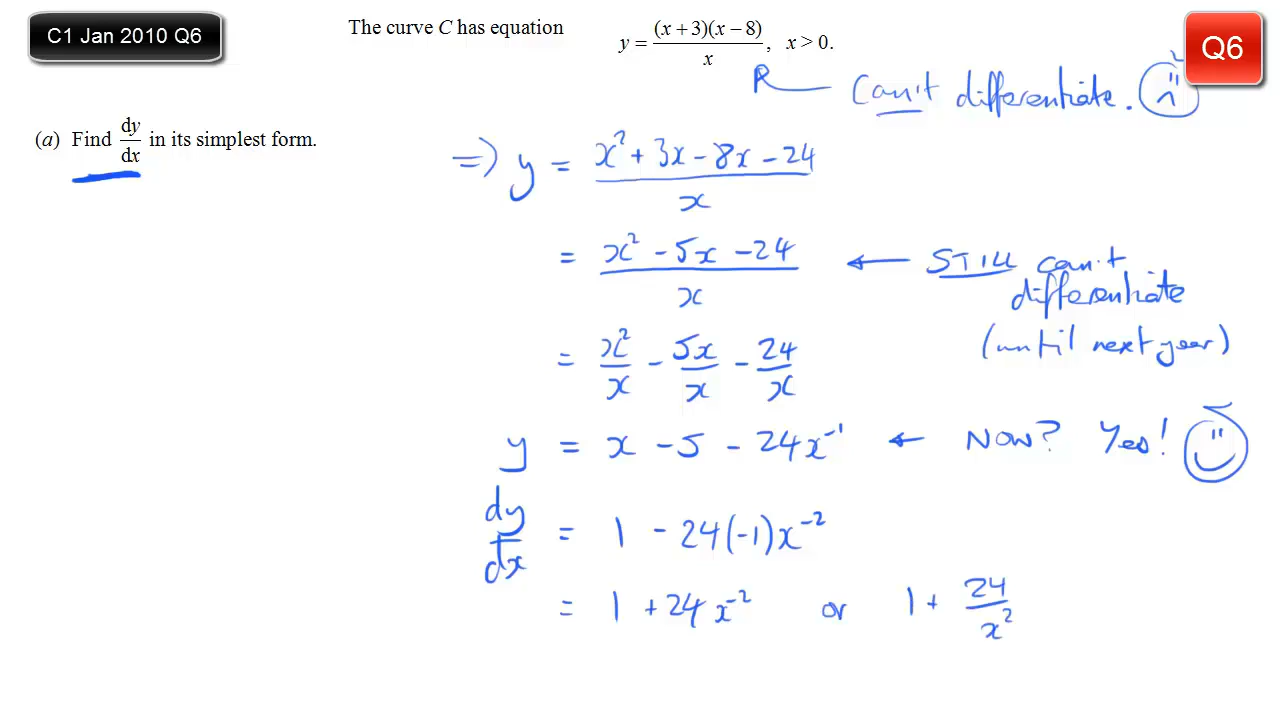 C1 Jan 2010 Q6
The curve C has equation y = (x + 3)(x − 8) / x, x > 0.
Q6
Can't differentiate.
(a) Find dy/dx in its simplest form.
=> y = (x² + 3x − 8x − 24) / x
= (x² − 5x − 24) / x ← STILL can't
differentiate
(until next year)
= x²/x − 5x/x − 24/x
y = x − 5 − 24x⁻¹ ← Now? Yes!
dy/dx = 1 − 24(−1)x⁻²
= 1 + 24x⁻² or 1 + 24/x²